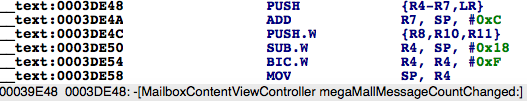 __text:0003DE48 PUSH {R4-R7,LR}
__text:0003DE4A ADD R7, SP, #0xC
__text:0003DE4C PUSH.W {R8,R10,R11}
__text:0003DE50 SUB.W R4, SP, #0x18
__text:0003DE54 BIC.W R4, R4, #0xF
__text:0003DE58 MOV SP, R4
00039E48 0003DE48: -[MailboxContentViewController megaMallMessageCountChanged:]